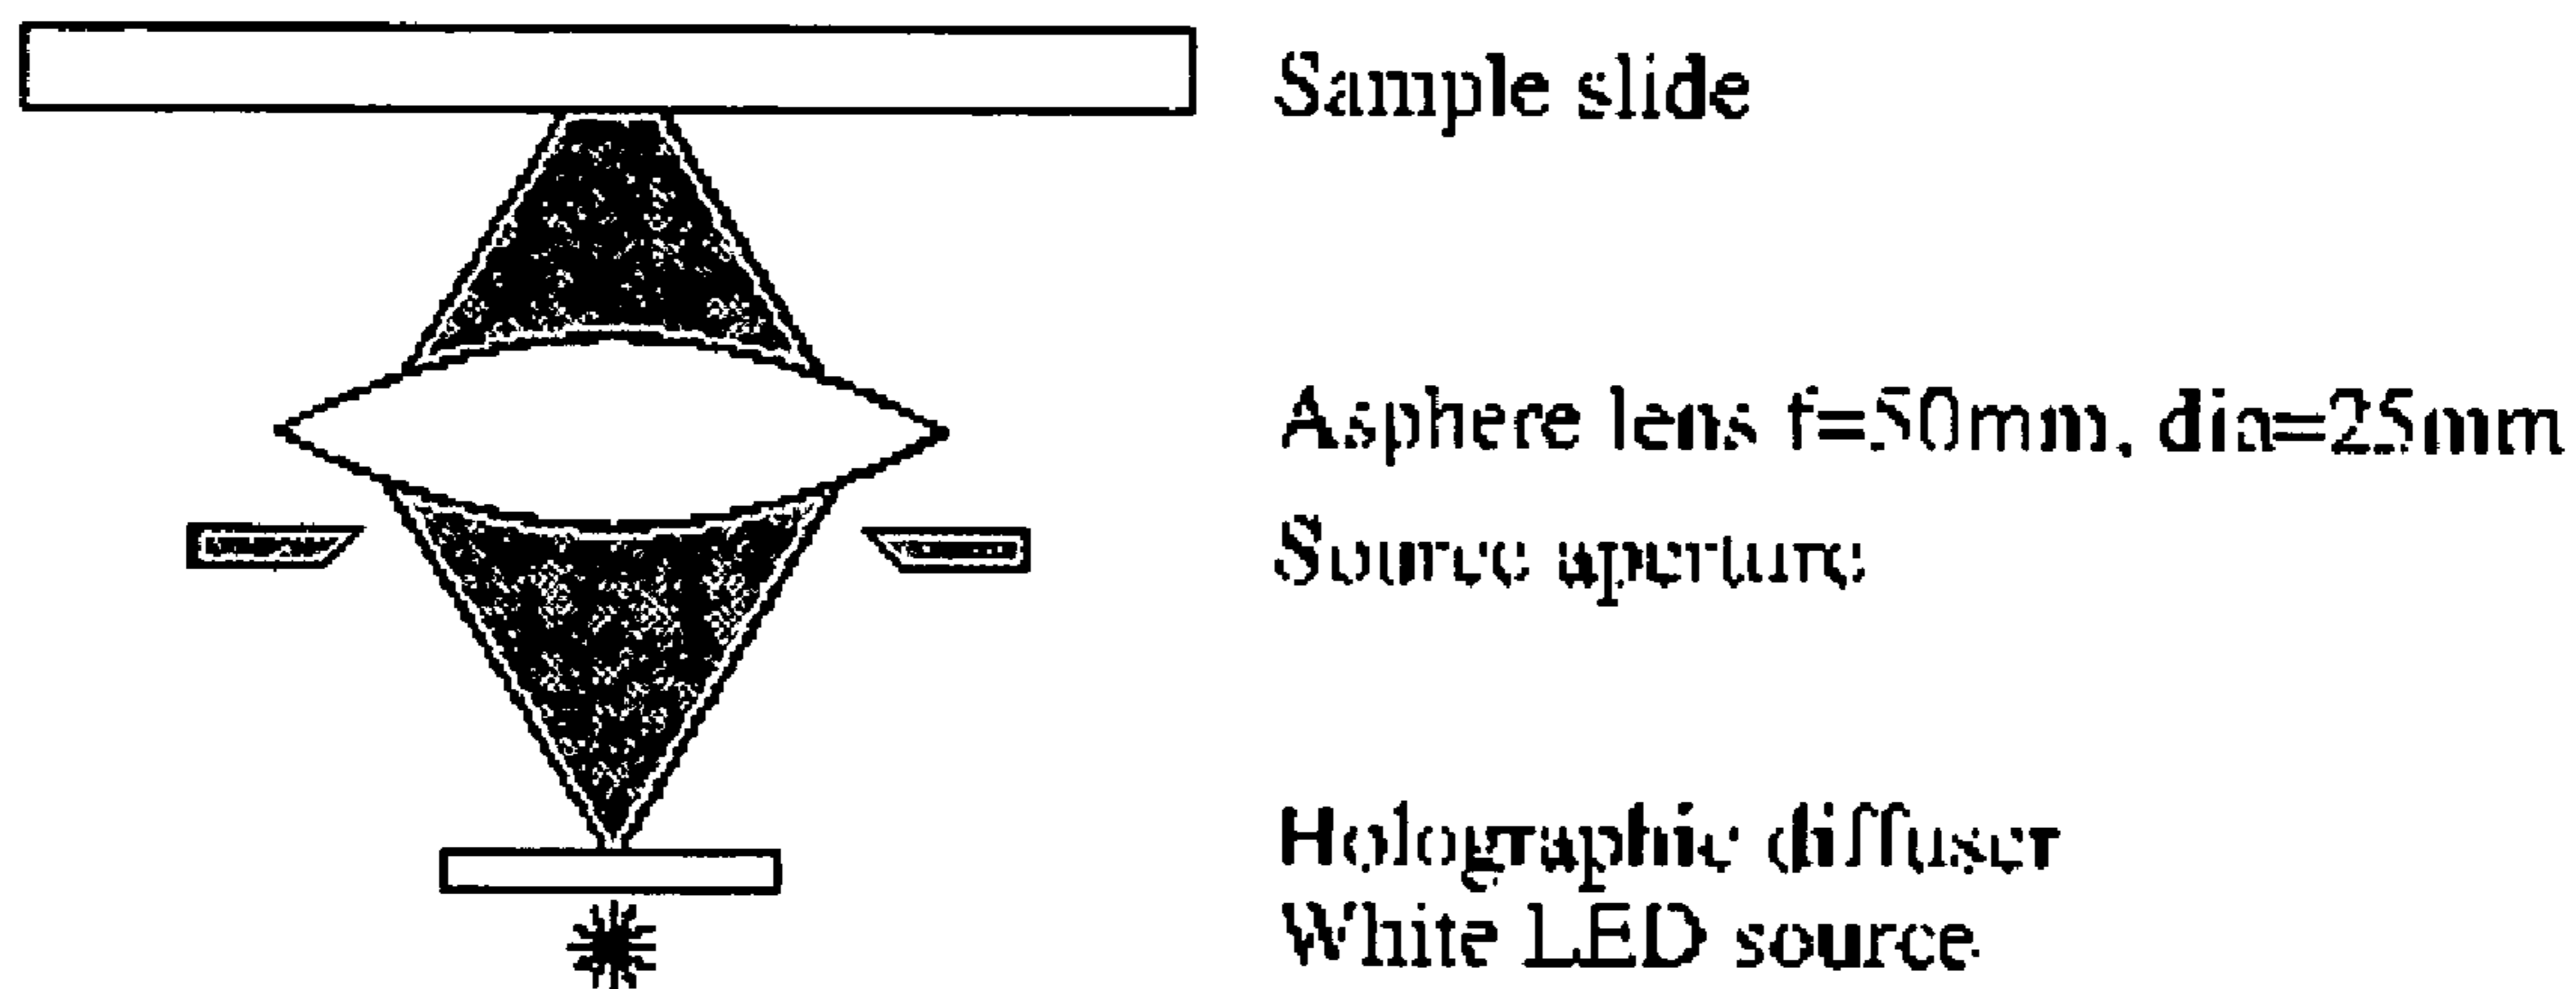 Sample slide
Asphere lens f=50mm, dia=25mm
Source aperture
Holographic diffuser
White LED source